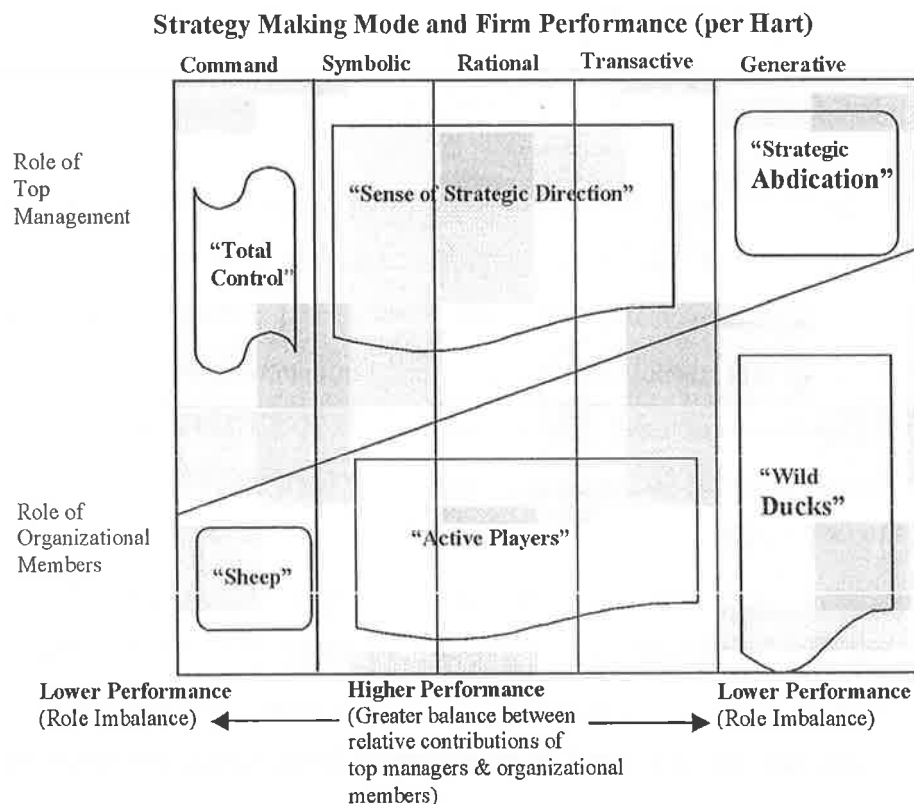 Strategy Making Mode and Firm Performance (per Hart)
Command Symbolic Rational Transactive Generative
Role of
Top
Management
"Total
Control"
"Sense of Strategic Direction"
"Strategic
Abdication"
Role of
Organizational
Members
"Sheep"
"Active Players"
"Wild
Ducks"
Lower Performance
(Role Imbalance)
Higher Performance
(Greater balance between
relative contributions of
top managers & organizational
members)
Lower Performance
(Role Imbalance)